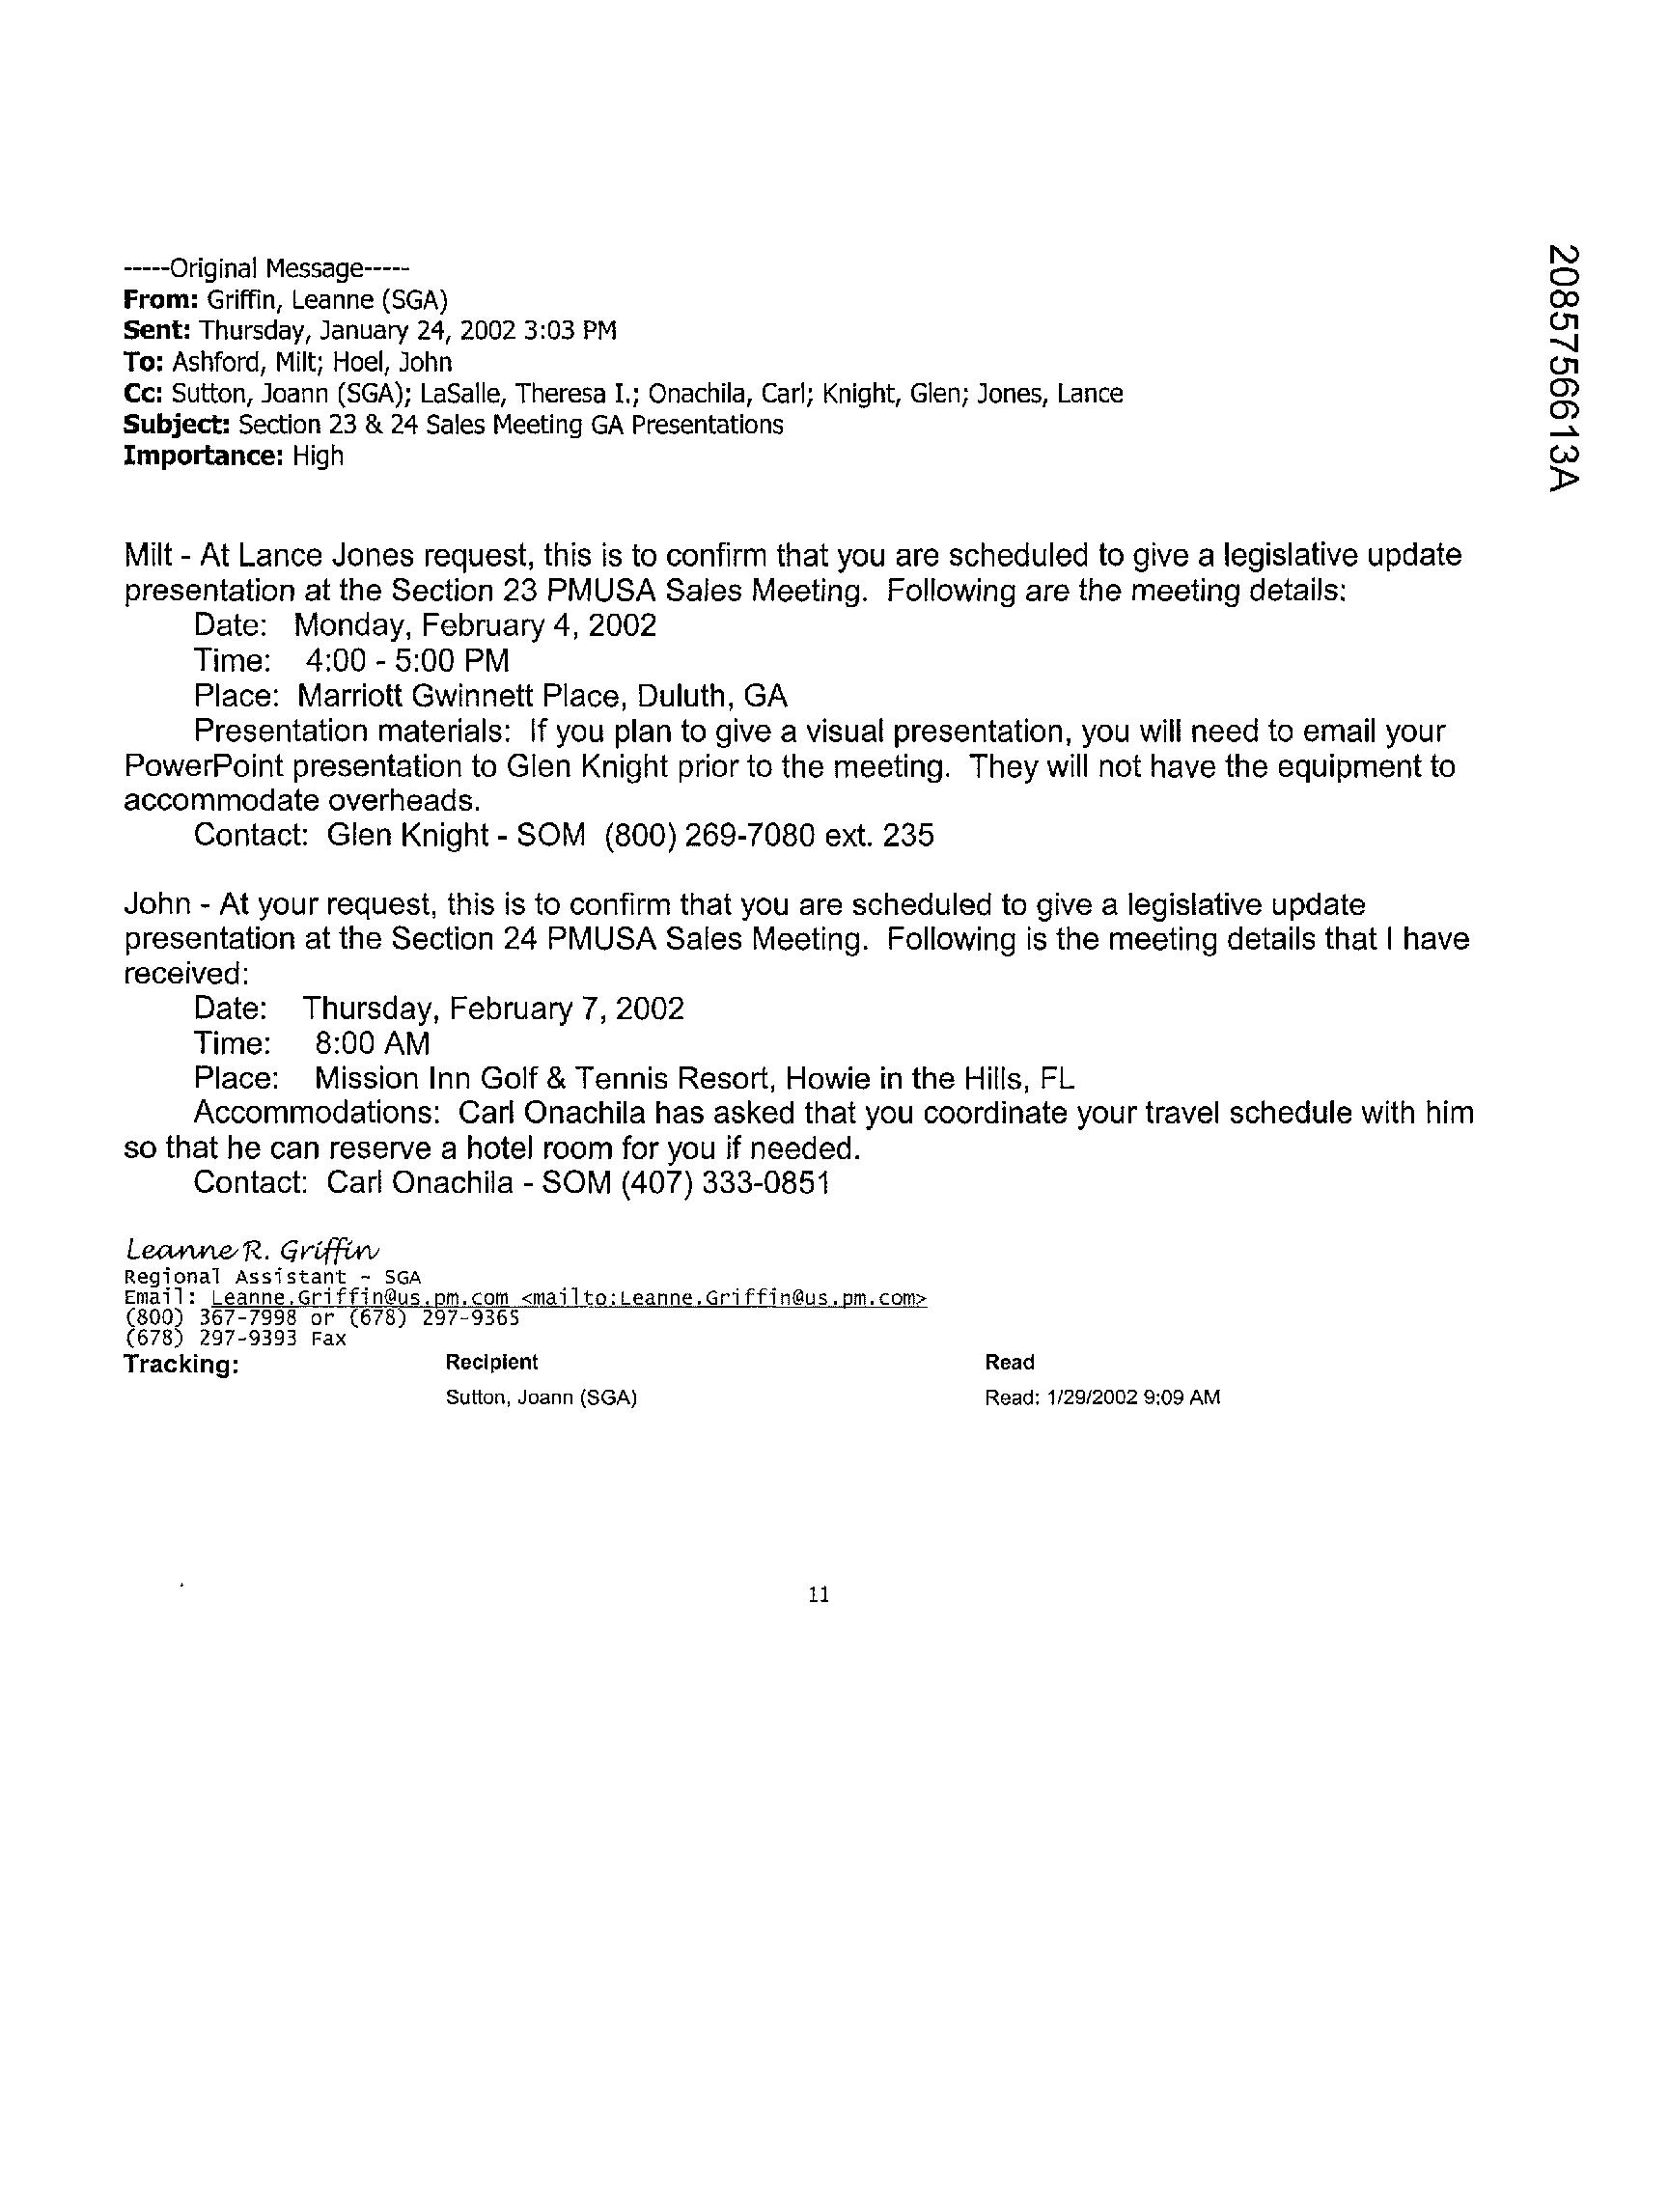 -----Original Message-----
From: Griffin, Leanne (SGA)
Sent: Thursday, January 24, 2002 3:03 PM
To: Ashford, Milt; Hoel, John
Cc: Sutton, Joann (SGA); LaSalle, Theresa I.; Onachila, Carl; Knight, Glen; Jones, Lance
Subject: Section 23 & 24 Sales Meeting GA Presentations
Importance: High
2085756613A
Milt - At Lance Jones request, this is to confirm that you are scheduled to give a legislative update
presentation at the Section 23 PMUSA Sales Meeting. Following are the meeting details:
Date: Monday, February 4, 2002
Time: 4:00 - 5:00 PM
Place: Marriott Gwinnett Place, Duluth, GA
Presentation materials: If you plan to give a visual presentation, you will need to email your
PowerPoint presentation to Glen Knight prior to the meeting. They will not have the equipment to
accommodate overheads.
Contact: Glen Knight - SOM (800) 269-7080 ext. 235
John - At your request, this is to confirm that you are scheduled to give a legislative update
presentation at the Section 24 PMUSA Sales Meeting. Following is the meeting details that I have
received:
Date: Thursday, February 7, 2002
Time: 8:00 AM
Place: Mission Inn Golf & Tennis Resort, Howie in the Hills, FL
Accommodations: Carl Onachila has asked that you coordinate your travel schedule with him
so that he can reserve a hotel room for you if needed.
Contact: Carl Onachila - SOM (407) 333-0851
Leanne R. Griffin
Regional Assistant ~ SGA
Email: Leanne.Griffin@us.pm.com <mailto:Leanne.Griffin@us.pm.com>
(800) 367-7998 or (678) 297-9365
(678) 297-9393 Fax
Tracking: Recipient Read
Sutton, Joann (SGA) Read: 1/29/2002 9:09 AM
11